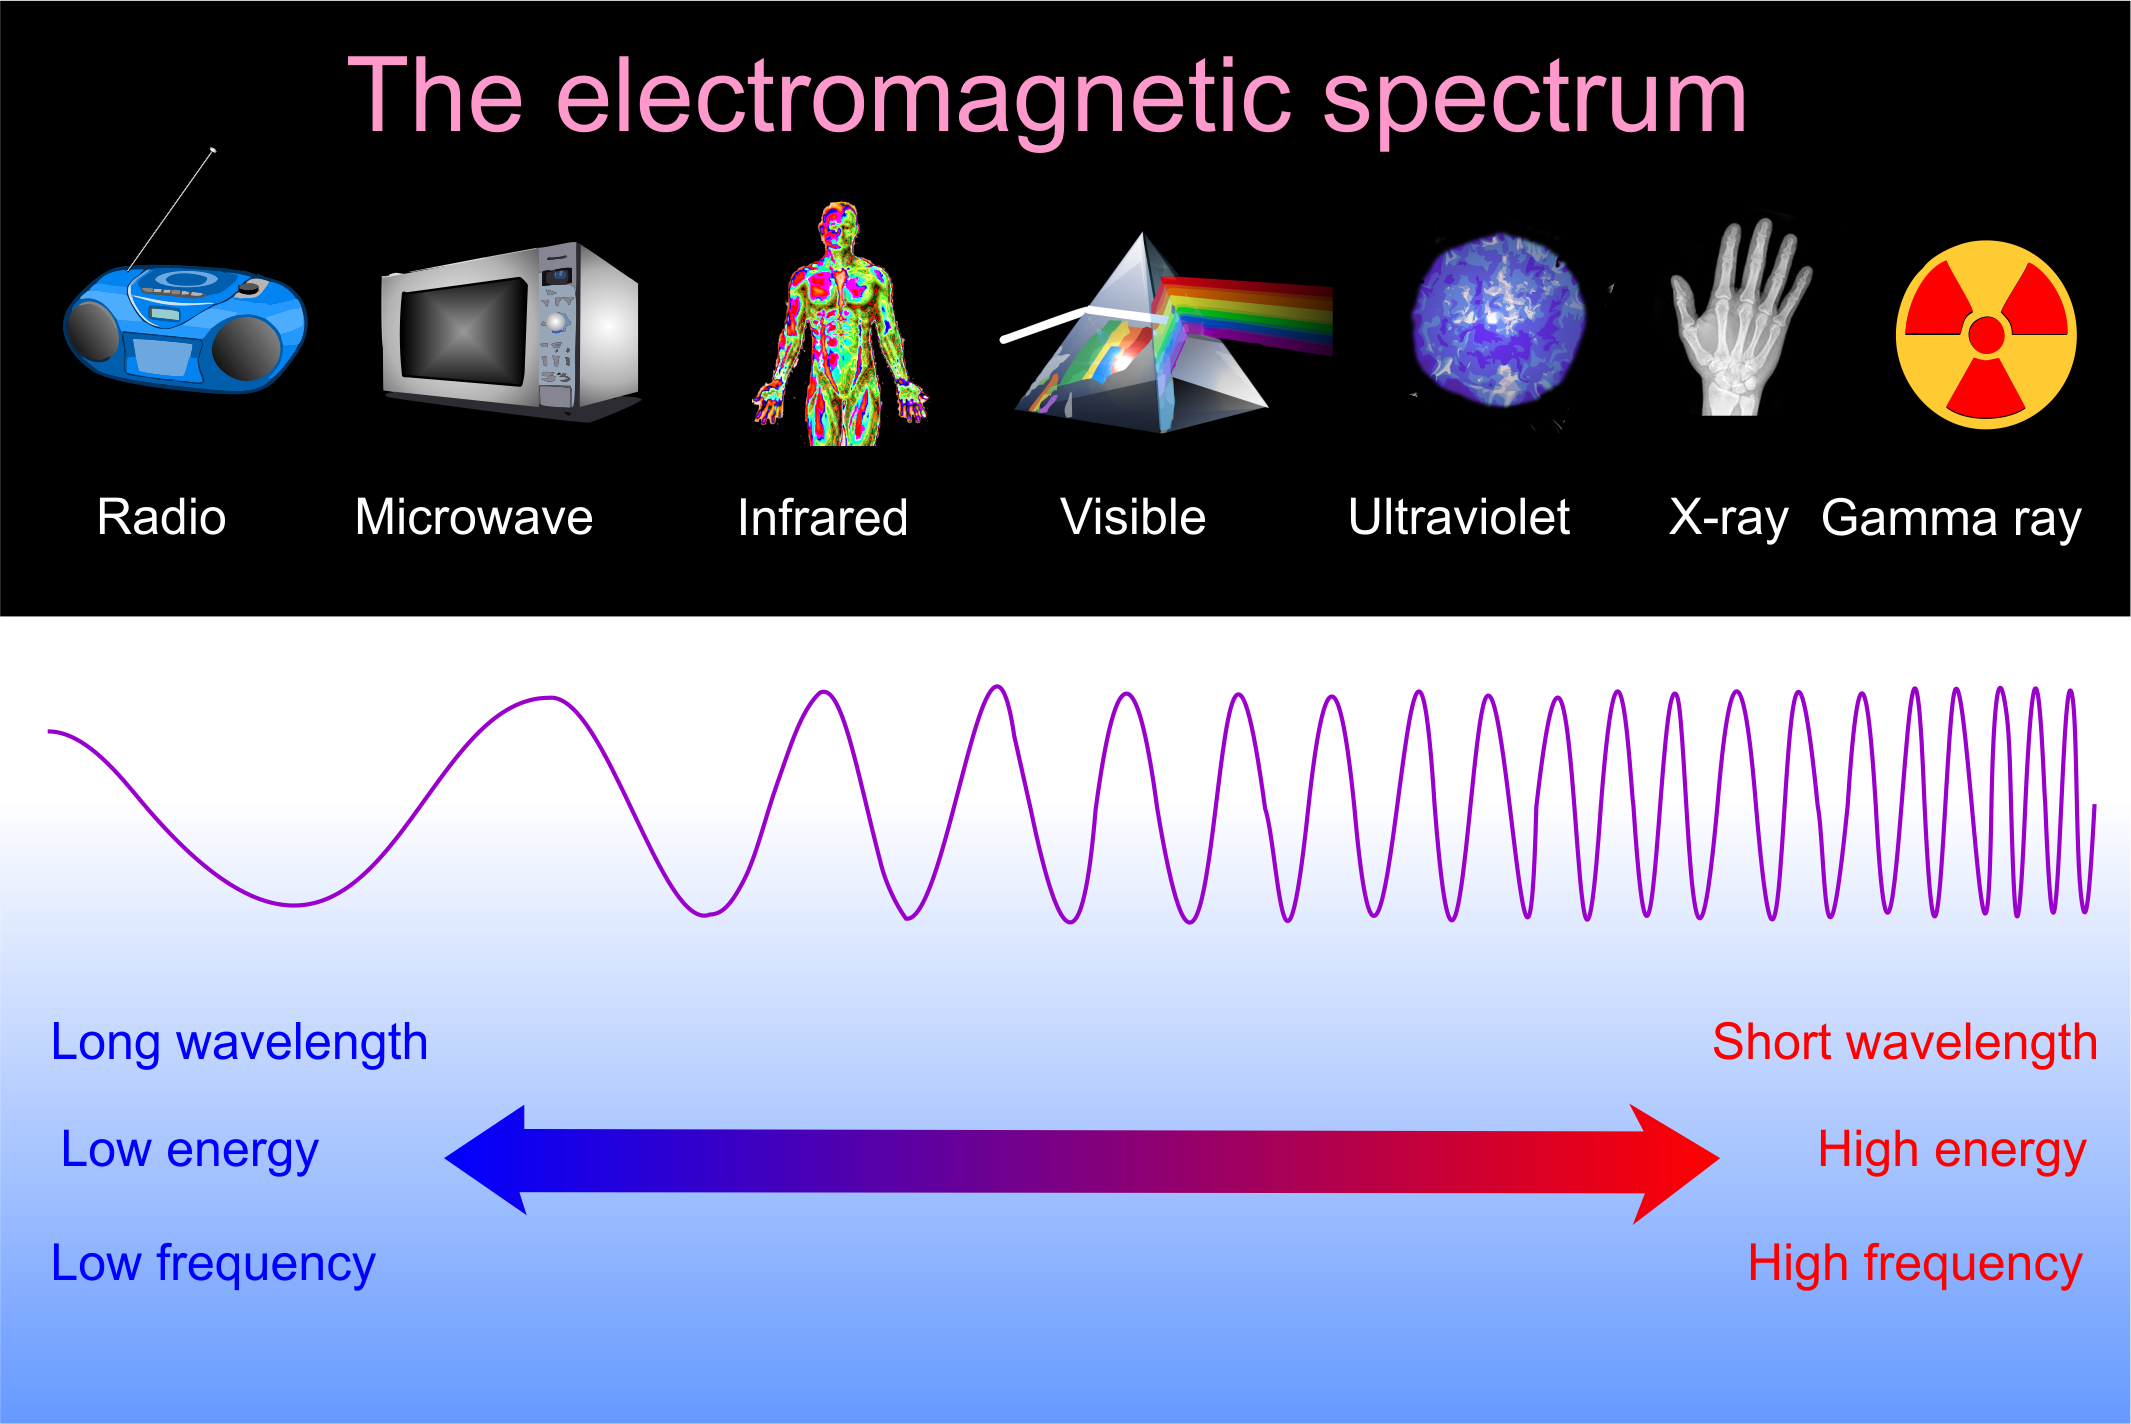 The electromagnetic spectrum
Radio
Microwave
Infrared
Visible
Ultraviolet
X-ray
Gamma ray
Long wavelength
Short wavelength
Low energy
High energy
Low frequency
High frequency